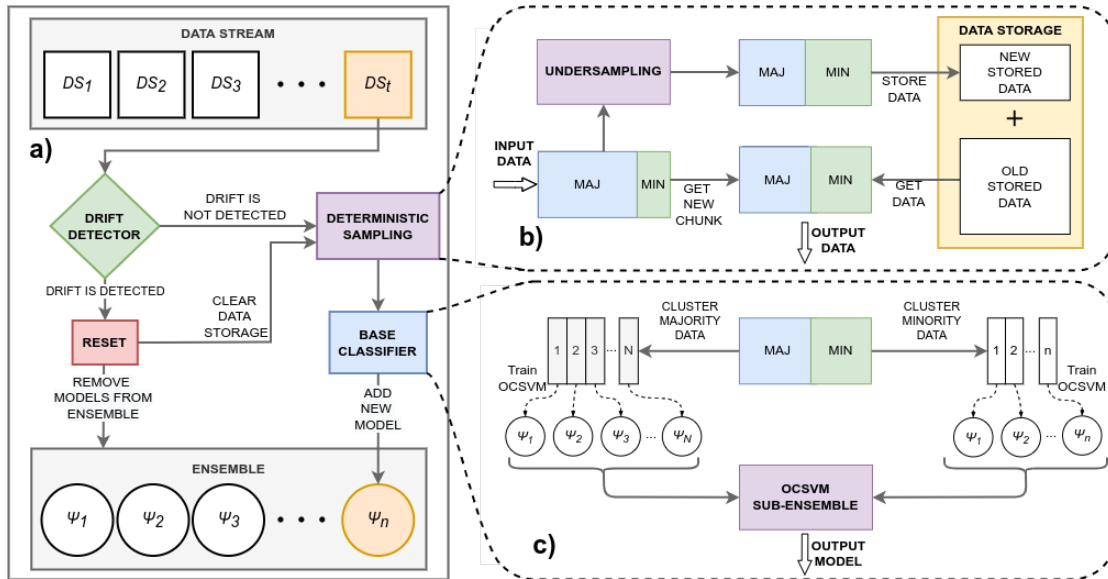 DATA STREAM
DS1
DS2
DS3
DSt
a)
DRIFT
DETECTOR
DRIFT IS
NOT DETECTED
DETERMINISTIC
SAMPLING
DRIFT IS DETECTED
CLEAR
DATA
STORAGE
RESET
BASE
CLASSIFIER
REMOVE
MODELS FROM
ENSEMBLE
ADD
NEW
MODEL
ENSEMBLE
Ψ1
Ψ2
Ψ3
Ψn
UNDERSAMPLING
MAJ
MIN
STORE
DATA
DATA STORAGE
NEW
STORED
DATA
+
OLD
STORED
DATA
INPUT
DATA
MAJ
MIN
GET
NEW
CHUNK
MAJ
MIN
GET
DATA
b)
OUTPUT
DATA
CLUSTER
MAJORITY
DATA
CLUSTER
MINORITY
DATA
1 2 3 ... N
MAJ
MIN
1 2 ... n
Train
OCSVM
Train
OCSVM
Ψ1 Ψ2 Ψ3 ... ΨN
Ψ1 Ψ2 ... Ψn
OCSVM
SUB-ENSEMBLE
c)
OUTPUT
MODEL